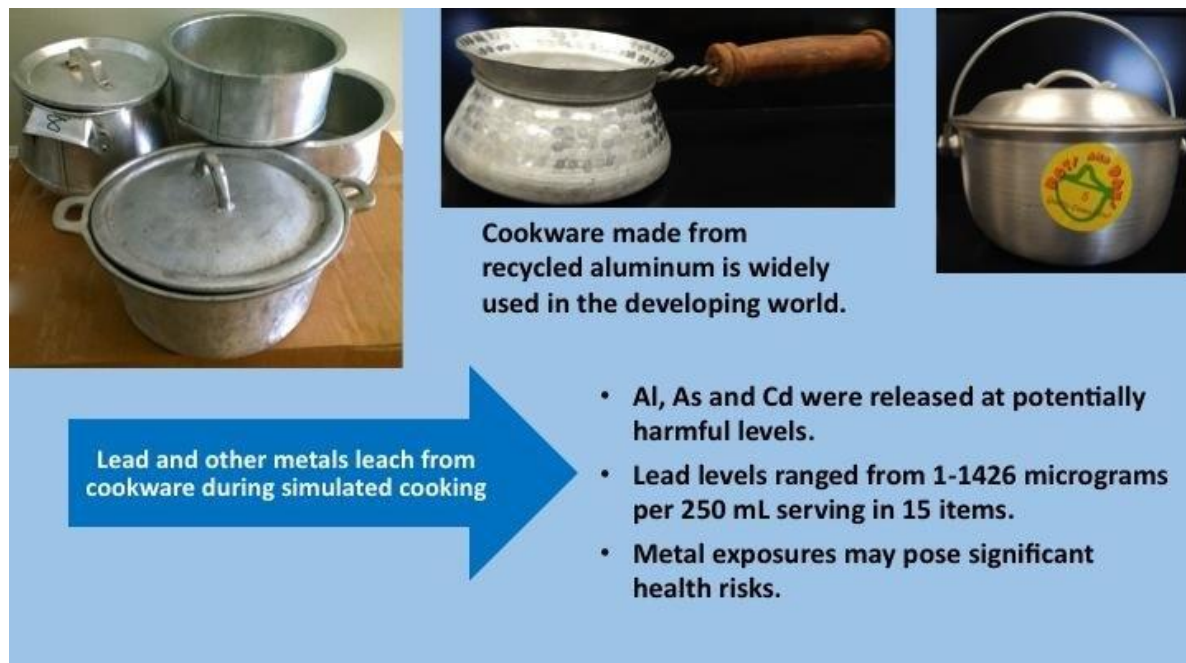 Cookware made from
recycled aluminum is widely
used in the developing world.
Lead and other metals leach from
cookware during simulated cooking
• Al, As and Cd were released at potentially
harmful levels.
• Lead levels ranged from 1-1426 micrograms
per 250 mL serving in 15 items.
• Metal exposures may pose significant
health risks.